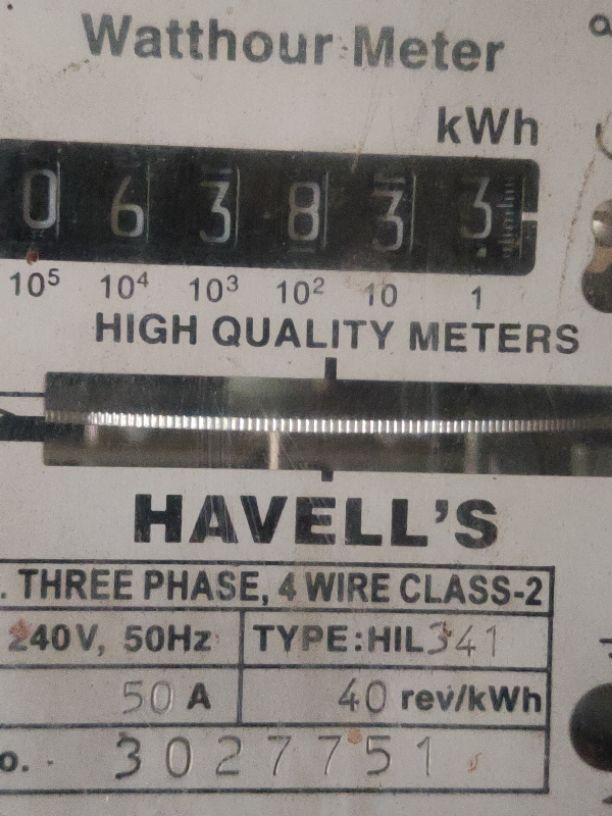 Watthour Meter
kWh
0 6 3 8 3 3
10⁵ 10⁴ 10³ 10² 10 1
HIGH QUALITY METERS
HAVELL'S
. THREE PHASE, 4 WIRE CLASS-2
240V, 50Hz TYPE:HIL341
50 A 40 rev/kWh
o. 3027751